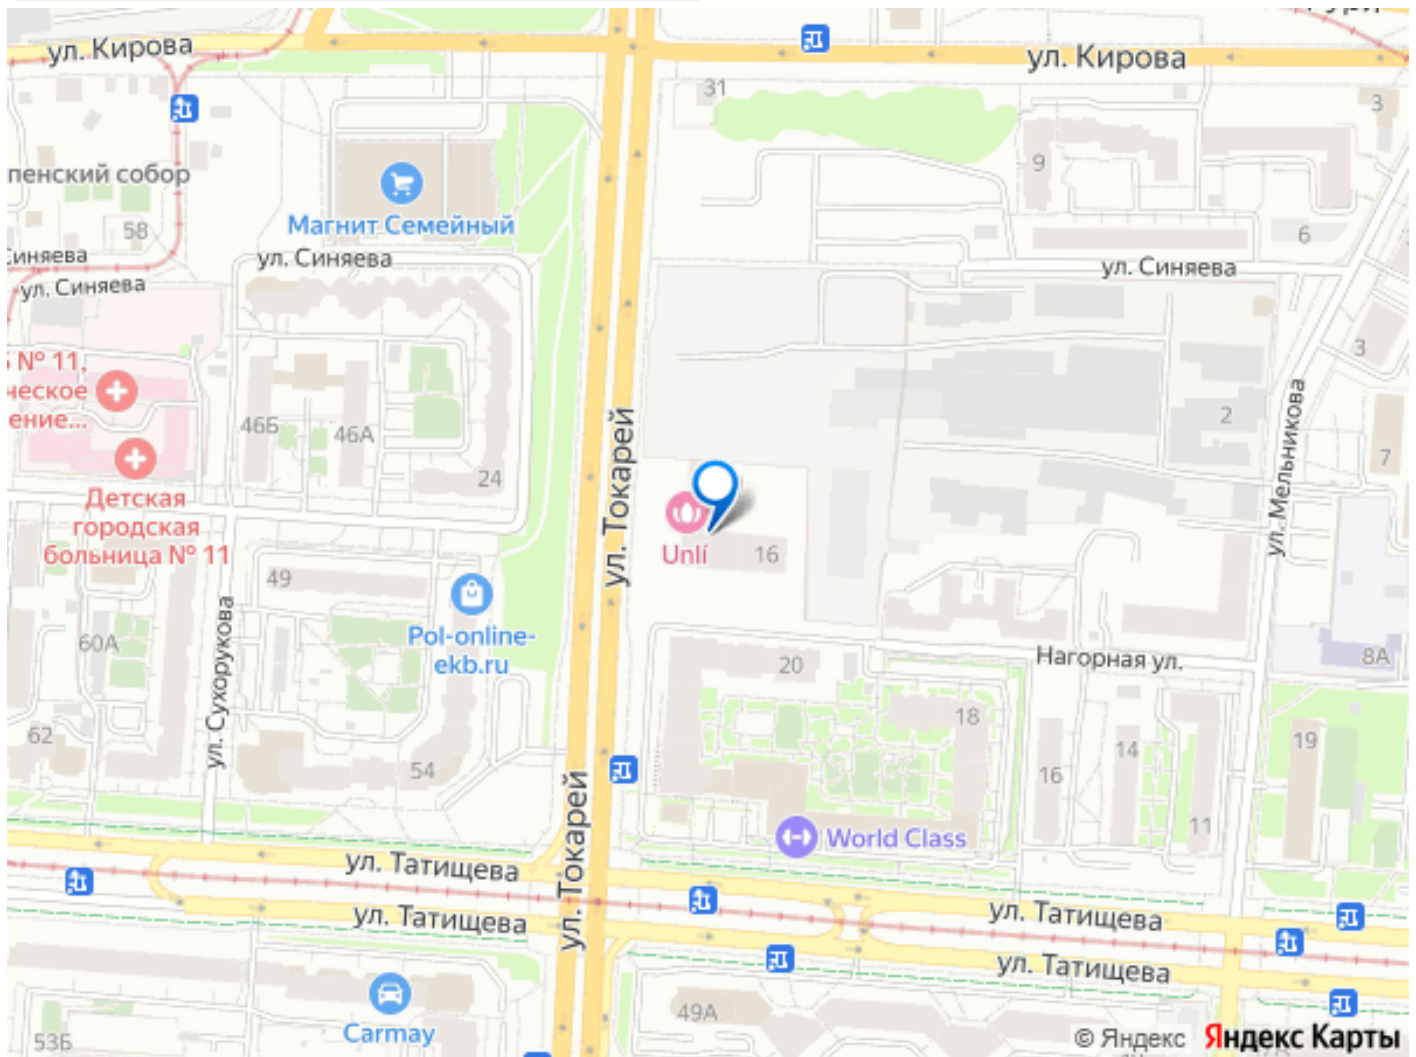 ул. Кирова
ул. Кирова
31
3
9
пенский собор
Магнит Семейный
58
6
Синяева
ул. Синяева
ул. Синяева
ул. Синяева
№ 11,
ческое
ение...
3
46Б
46А
24
2
7
ул. Токарей
ул. Мельникова
Детская
городская
больница № 11
Unlí
16
49
60А
Pol-online-
ekb.ru
20
Нагорная ул.
8А
ул. Сухорукова
62
54
18
16
14
19
11
ул. Токарей
World Class
ул. Татищева
ул. Татищева
ул. Татищева
ул. Татищева
Carmay
53Б
49А
© Яндекс Яндекс Карты